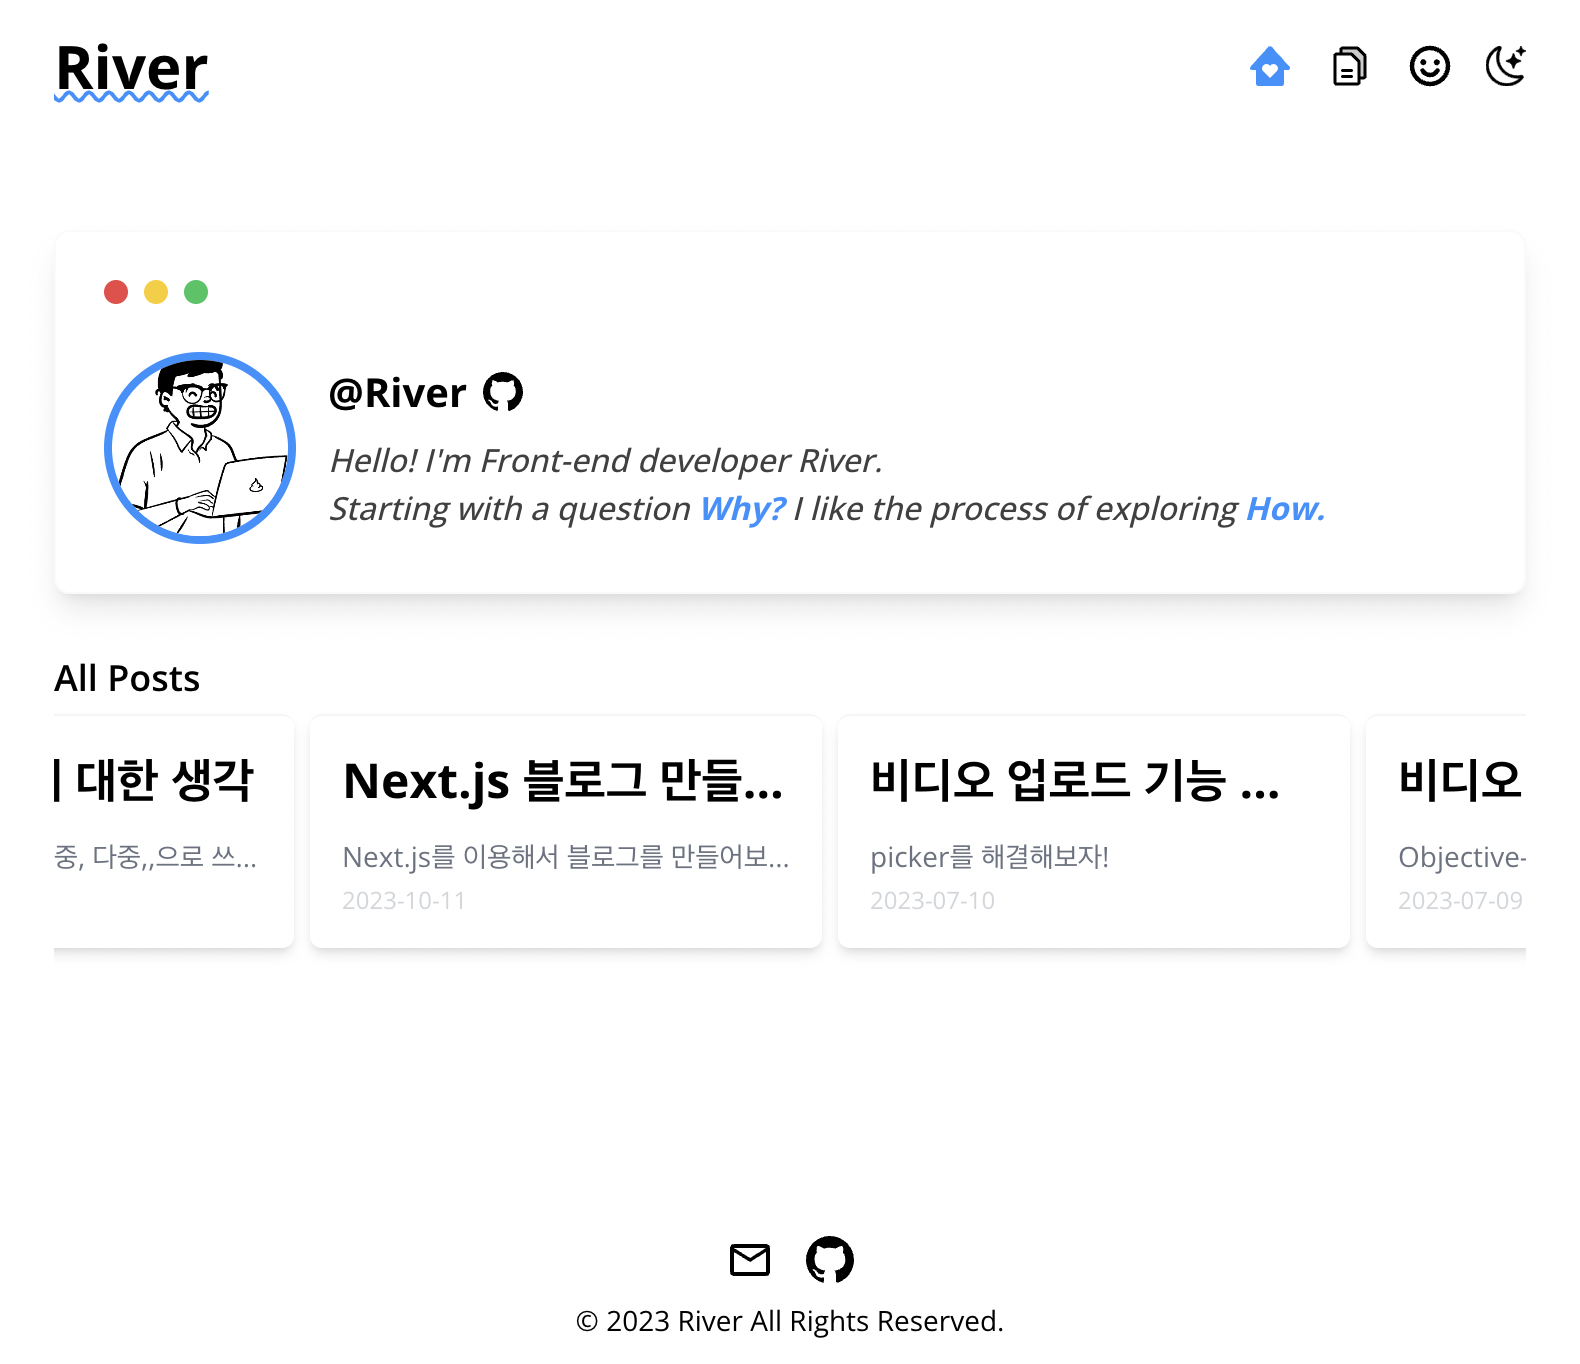 River
@River
Hello! I'm Front-end developer River.
Starting with a question Why? I like the process of exploring How.
All Posts
대한 생각
중, 다중,,으로 쓰...
Next.js 블로그 만들...
Next.js를 이용해서 블로그를 만들어보...
2023-10-11
비디오 업로드 기능 ...
picker를 해결해보자!
2023-07-10
비디오
Objective-
2023-07-09
© 2023 River All Rights Reserved.